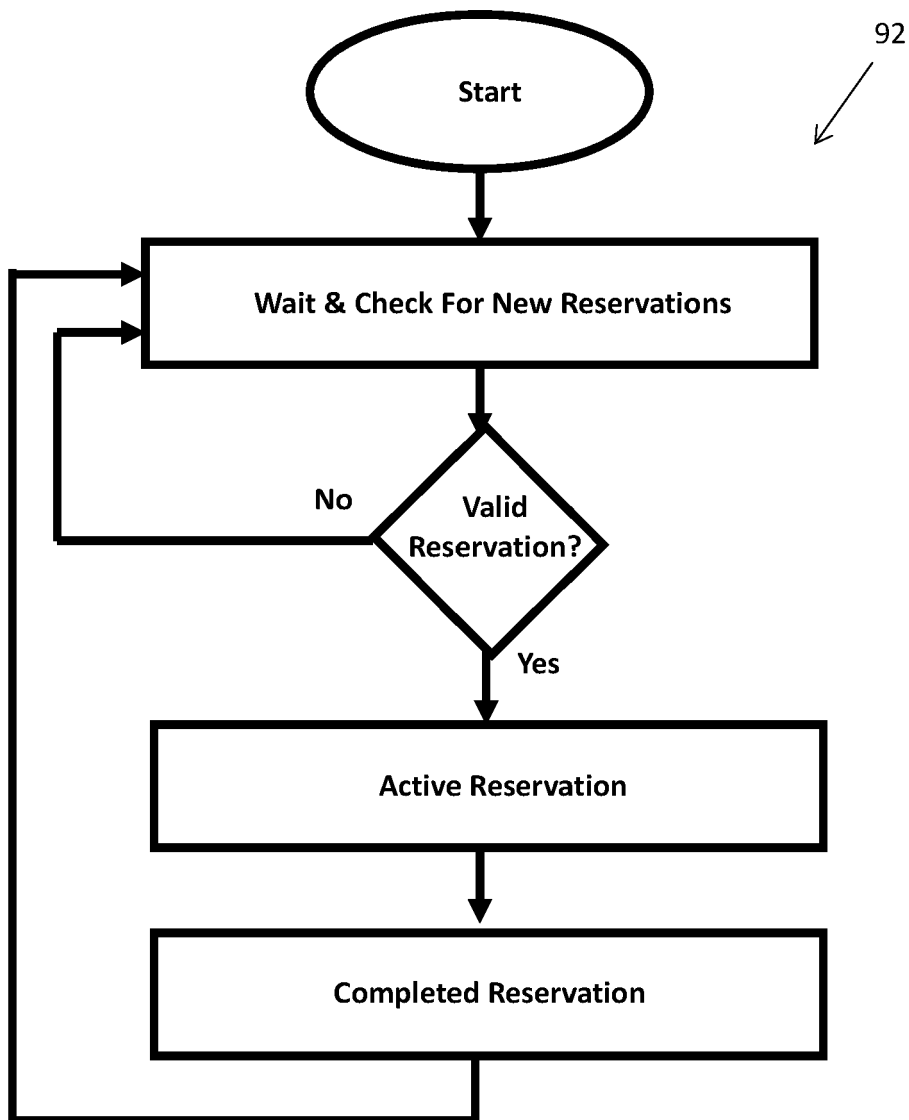 92
Start
Wait & Check For New Reservations
No
Valid
Reservation?
Yes
Active Reservation
Completed Reservation